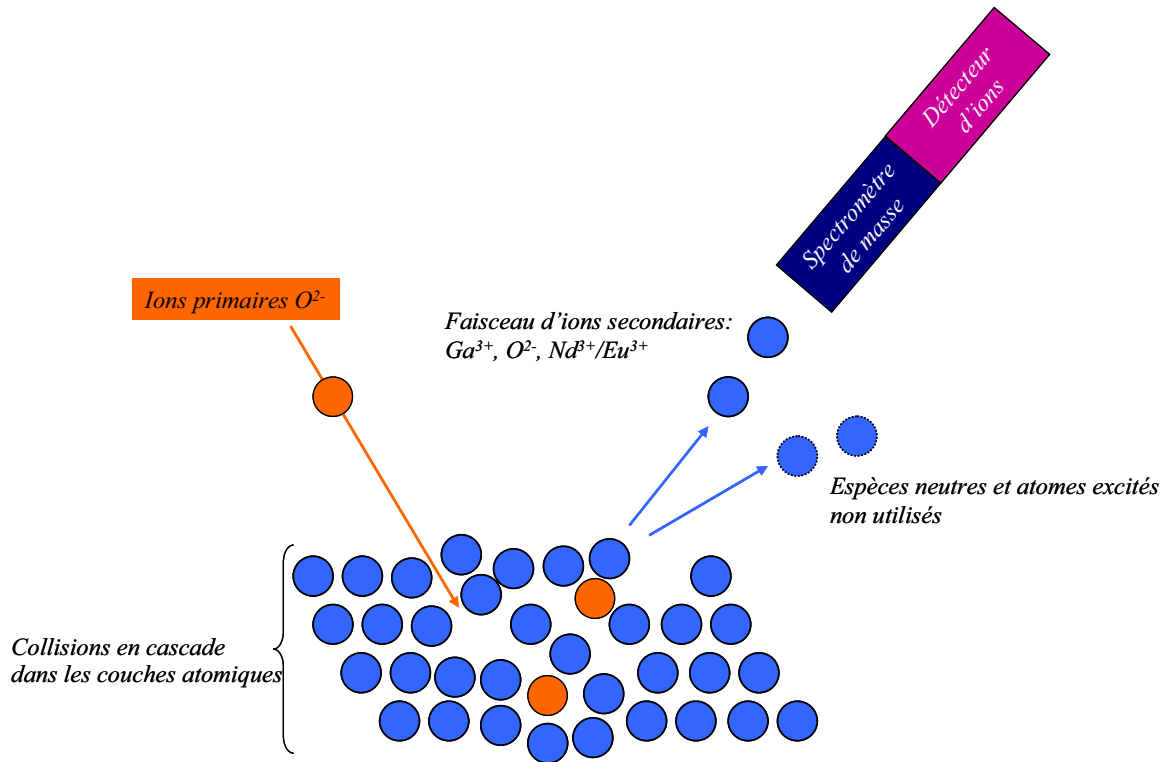 Détecteur
d'ions
Spectromètre
de masse
Ions primaires O²⁻
Faisceau d'ions secondaires:
Ga³⁺, O²⁻, Nd³⁺/Eu³⁺
Espèces neutres et atomes excités
non utilisés
Collisions en cascade
dans les couches atomiques